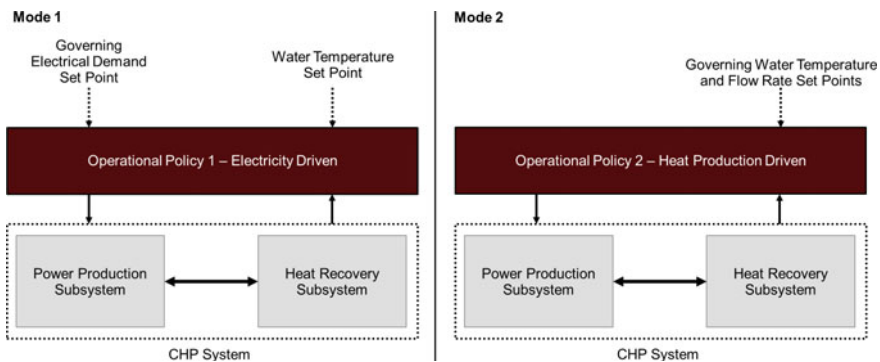 Mode 1
Governing
Electrical Demand
Set Point
Water Temperature
Set Point
Operational Policy 1 – Electricity Driven
Power Production
Subsystem
Heat Recovery
Subsystem
CHP System
Mode 2
Governing Water Temperature
and Flow Rate Set Points
Operational Policy 2 – Heat Production Driven
Power Production
Subsystem
Heat Recovery
Subsystem
CHP System